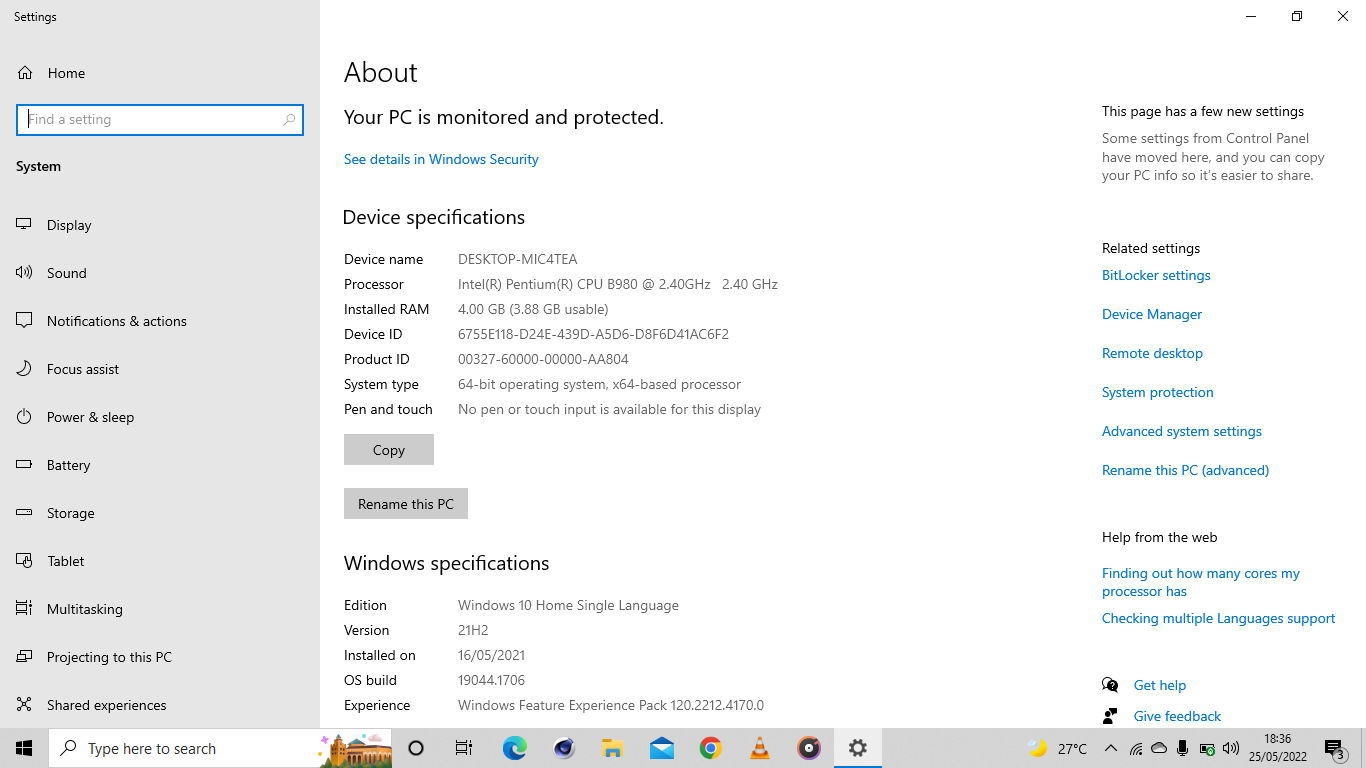 Settings
Home
Find a setting
System
Display
Sound
Notifications & actions
Focus assist
Power & sleep
Battery
Storage
Tablet
Multitasking
Projecting to this PC
Shared experiences
About
Your PC is monitored and protected.
See details in Windows Security
Device specifications
Device name DESKTOP-MIC4TEA
Processor Intel(R) Pentium(R) CPU B980 @ 2.40GHz 2.40 GHz
Installed RAM 4.00 GB (3.88 GB usable)
Device ID 6755E118-D24E-439D-A5D6-D8F6D41AC6F2
Product ID 00327-60000-00000-AA804
System type 64-bit operating system, x64-based processor
Pen and touch No pen or touch input is available for this display
Copy
Rename this PC
Windows specifications
Edition Windows 10 Home Single Language
Version 21H2
Installed on 16/05/2021
OS build 19044.1706
Experience Windows Feature Experience Pack 120.2212.4170.0
This page has a few new settings
Some settings from Control Panel
have moved here, and you can copy
your PC info so it's easier to share.
Related settings
BitLocker settings
Device Manager
Remote desktop
System protection
Advanced system settings
Rename this PC (advanced)
Help from the web
Finding out how many cores my
processor has
Checking multiple Languages support
Get help
Give feedback
Type here to search
27°C
18:36
25/05/2022
3